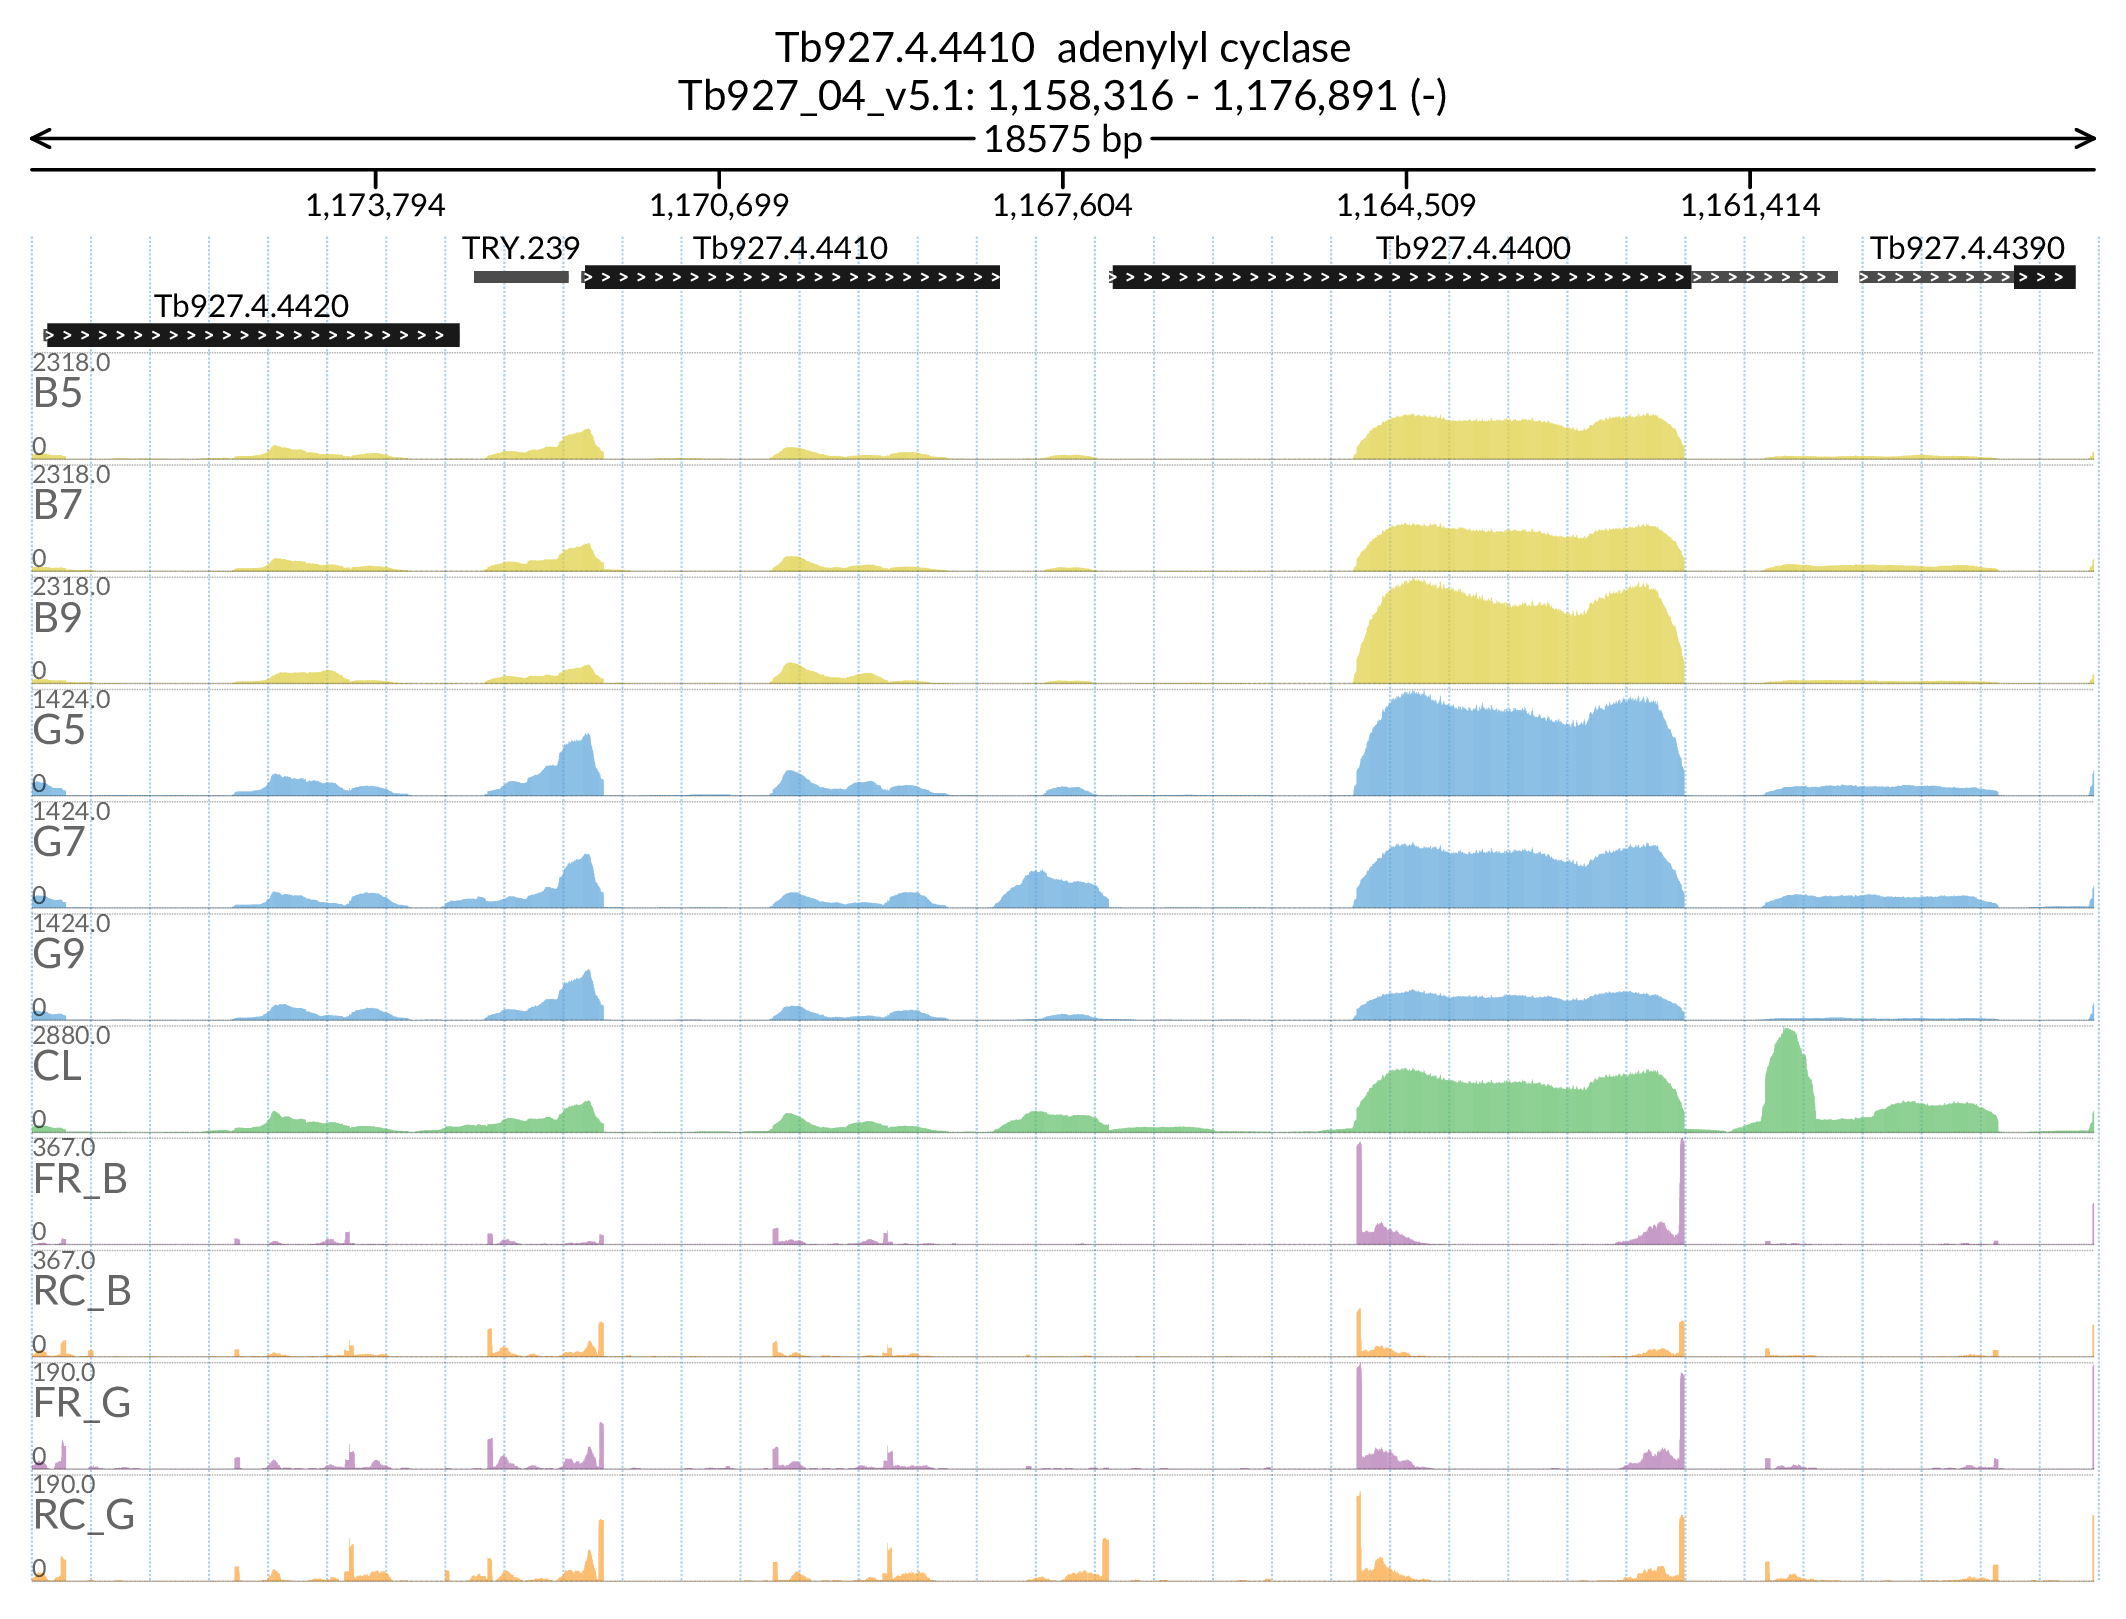 Tb927.4.4410  adenylyl cyclase
Tb927_04_v5.1: 1,158,316 - 1,176,891 (-)
18575 bp
1,173,794 1,170,699 1,167,604 1,164,509 1,161,414
TRY.239 Tb927.4.4410 Tb927.4.4400 Tb927.4.4390
Tb927.4.4420
2318.0
B5
0
2318.0
B7
0
2318.0
B9
0
1424.0
G5
0
1424.0
G7
0
1424.0
G9
0
2880.0
CL
0
367.0
FR_B
0
367.0
RC_B
0
190.0
FR_G
0
190.0
RC_G
0